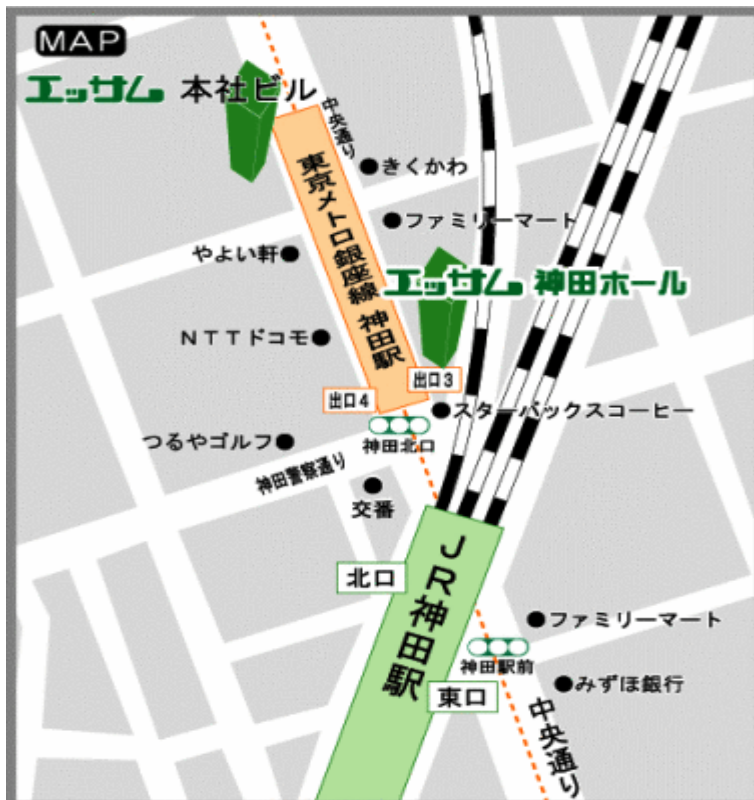 MAP
エッサム 本社ビル
中央通り
きくかわ
東京メトロ銀座線 神田駅
ファミリーマート
やよい軒
エッサム 神田ホール
NTTドコモ
出口3
出口4
スターバックスコーヒー
神田北口
つるやゴルフ
神田警察通り
交番
北口
JR神田駅
ファミリーマート
神田駅前
みずほ銀行
東口
中央通り